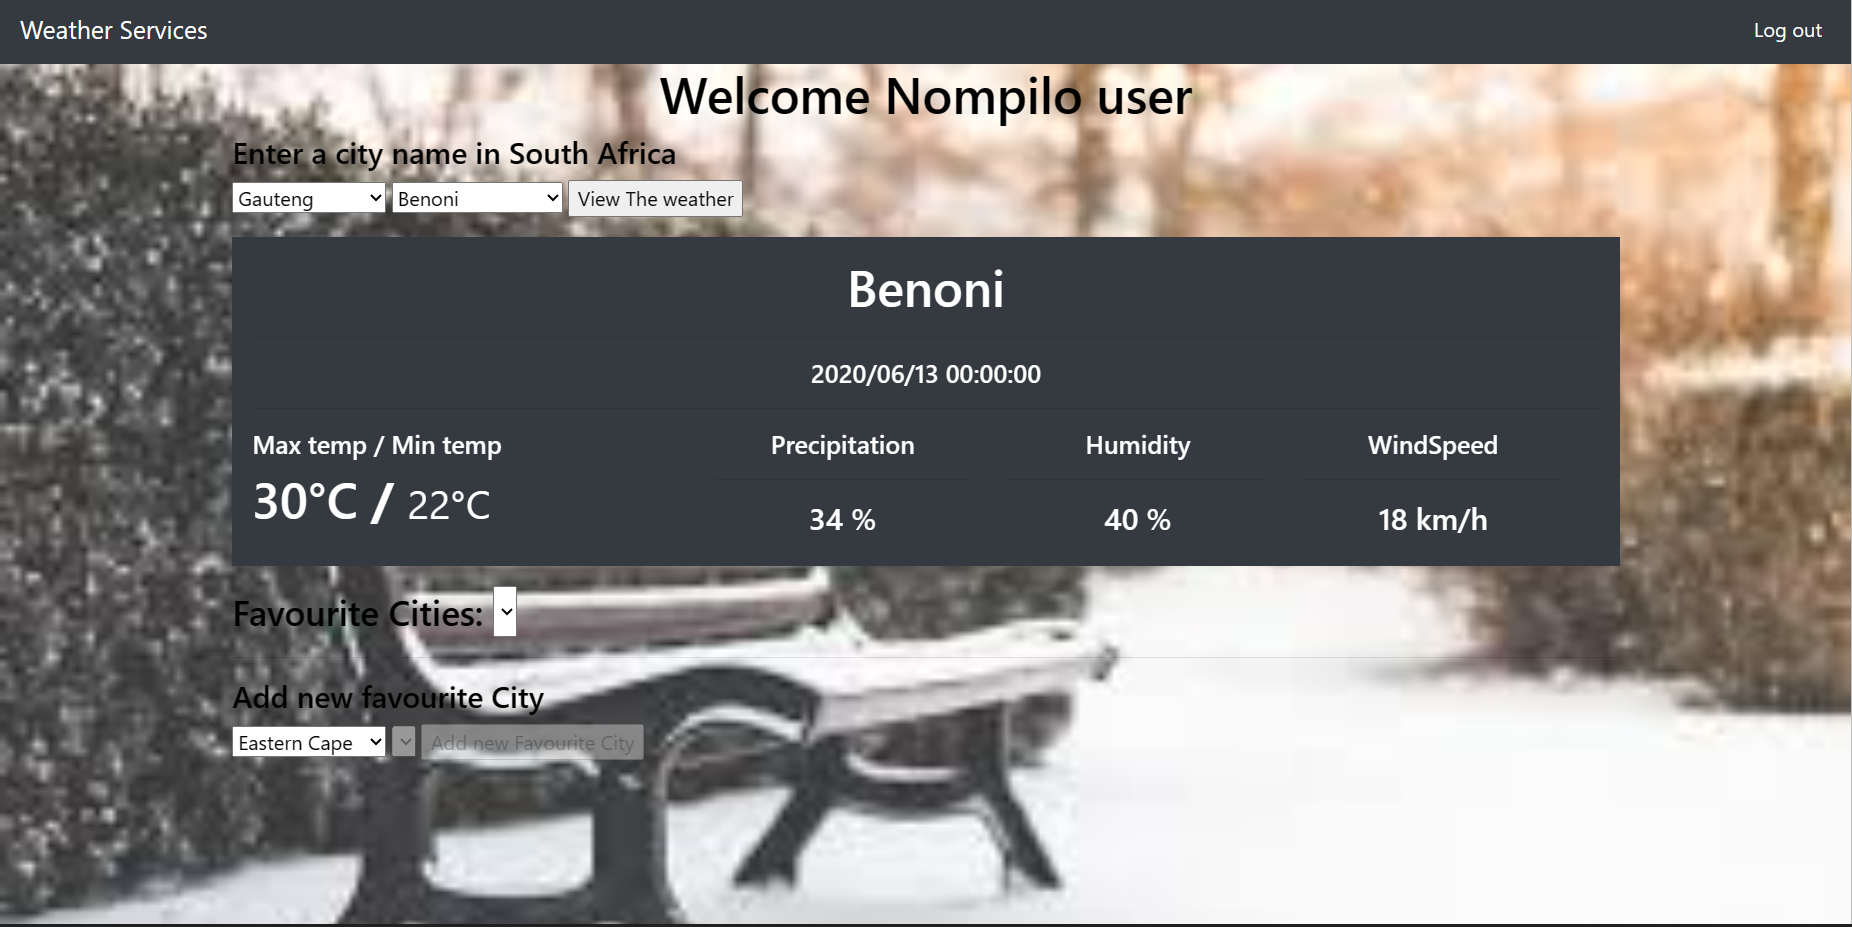 Weather Services
Log out
Welcome Nompilo user
Enter a city name in South Africa
Gauteng Benoni View The weather
Benoni
2020/06/13 00:00:00
Max temp / Min temp Precipitation Humidity WindSpeed
30°C / 22°C 34 % 40 % 18 km/h
Favourite Cities:
Add new favourite City
Eastern Cape Add new Favourite City